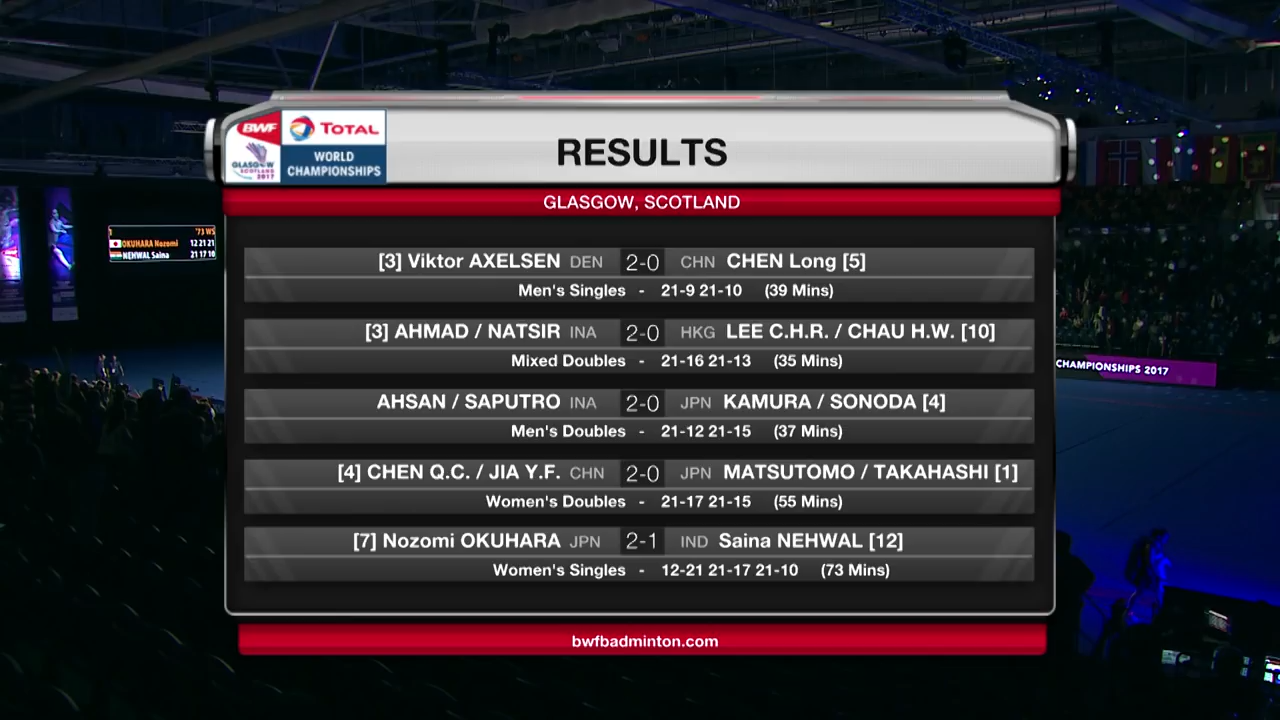 BWF
TOTAL
GLASGOW
SCOTLAND
2017
WORLD
CHAMPIONSHIPS
RESULTS
GLASGOW, SCOTLAND
1 '73 WS
OKUHARA Nozomi 12 21 21
NEHWAL Saina 21 17 10
[3] Viktor AXELSEN DEN 2-0 CHN CHEN Long [5]
Men's Singles - 21-9 21-10 (39 Mins)
[3] AHMAD / NATSIR INA 2-0 HKG LEE C.H.R. / CHAU H.W. [10]
Mixed Doubles - 21-16 21-13 (35 Mins)
CHAMPIONSHIPS 2017
AHSAN / SAPUTRO INA 2-0 JPN KAMURA / SONODA [4]
Men's Doubles - 21-12 21-15 (37 Mins)
[4] CHEN Q.C. / JIA Y.F. CHN 2-0 JPN MATSUTOMO / TAKAHASHI [1]
Women's Doubles - 21-17 21-15 (55 Mins)
[7] Nozomi OKUHARA JPN 2-1 IND Saina NEHWAL [12]
Women's Singles - 12-21 21-17 21-10 (73 Mins)
bwfbadminton.com